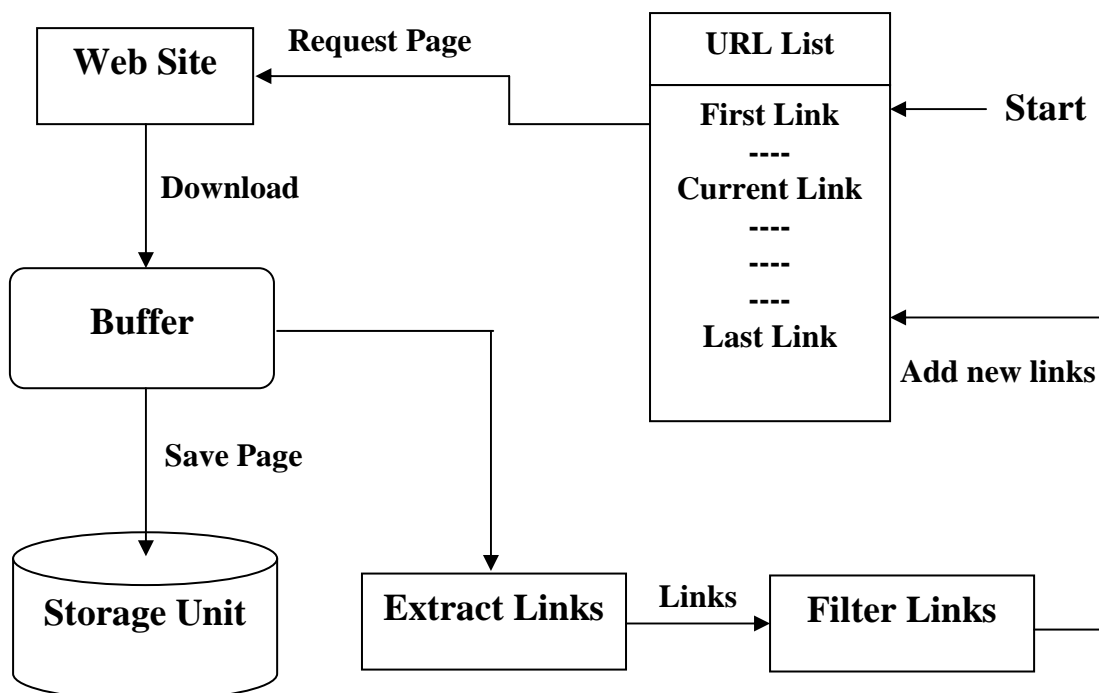 Web Site
Request Page
URL List
Start
First Link
----
Current Link
----
----
----
Last Link
Download
Buffer
Add new links
Save Page
Storage Unit
Extract Links
Links
Filter Links